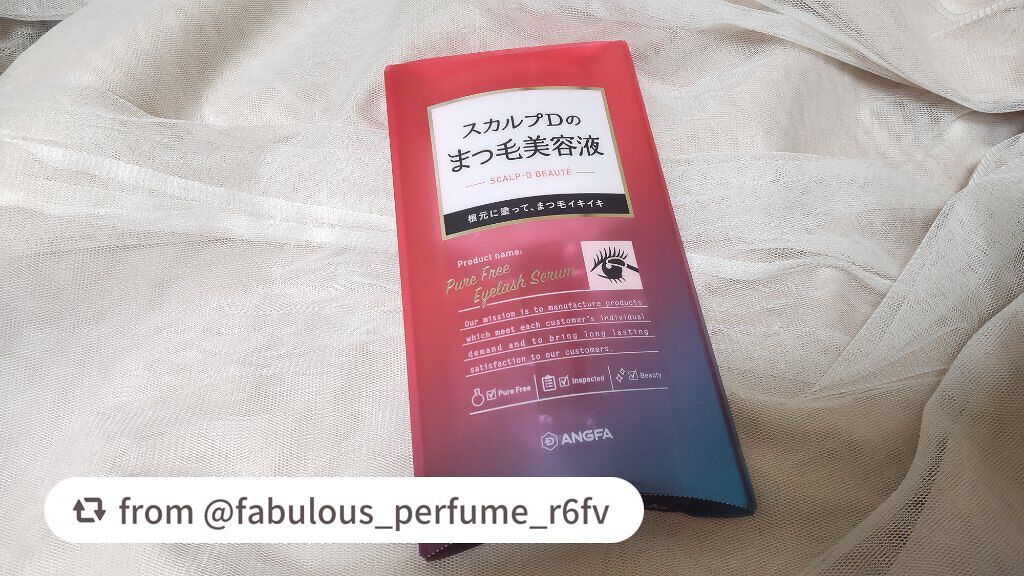 スカルプDの
まつ毛美容液
SCALP-D BEAUTÉ
根元に塗って、まつ毛イキイキ
Product name:
Pure Free
Eyelash Serum
Our mission is to manufacture products
which meet each customer's individual
demand and to bring long lasting
satisfaction to our customers.
Pure Free Inspected Beauty
ANGFA
from @fabulous_perfume_r6fv